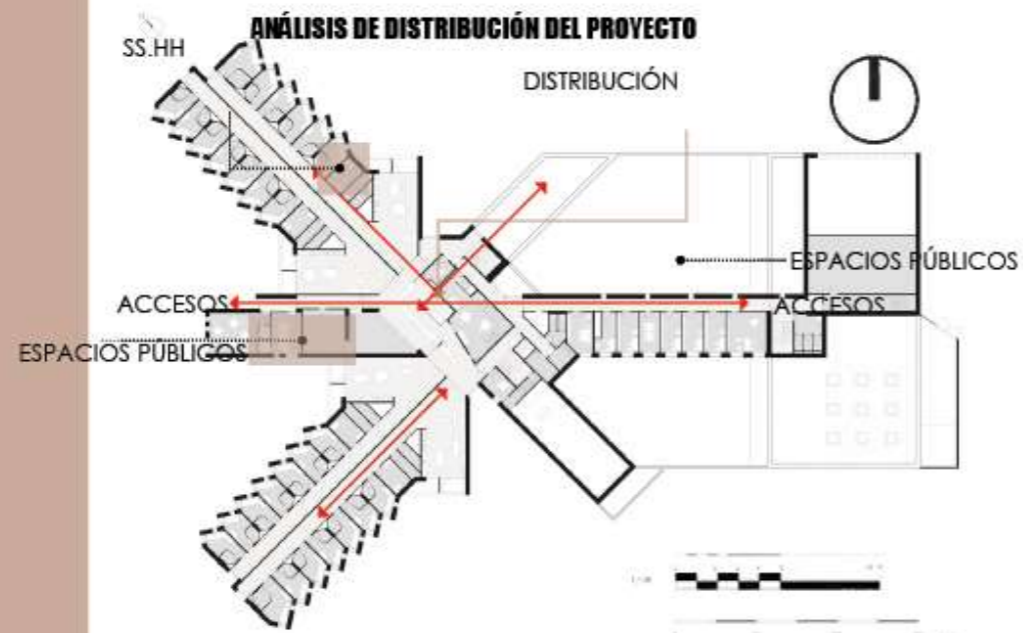 ANÁLISIS DE DISTRIBUCIÓN DEL PROYECTO
SS.HH
DISTRIBUCIÓN
ESPACIOS PÚBLICOS
ACCESOS
ACCESOS
ESPACIOS PÚBLICOS